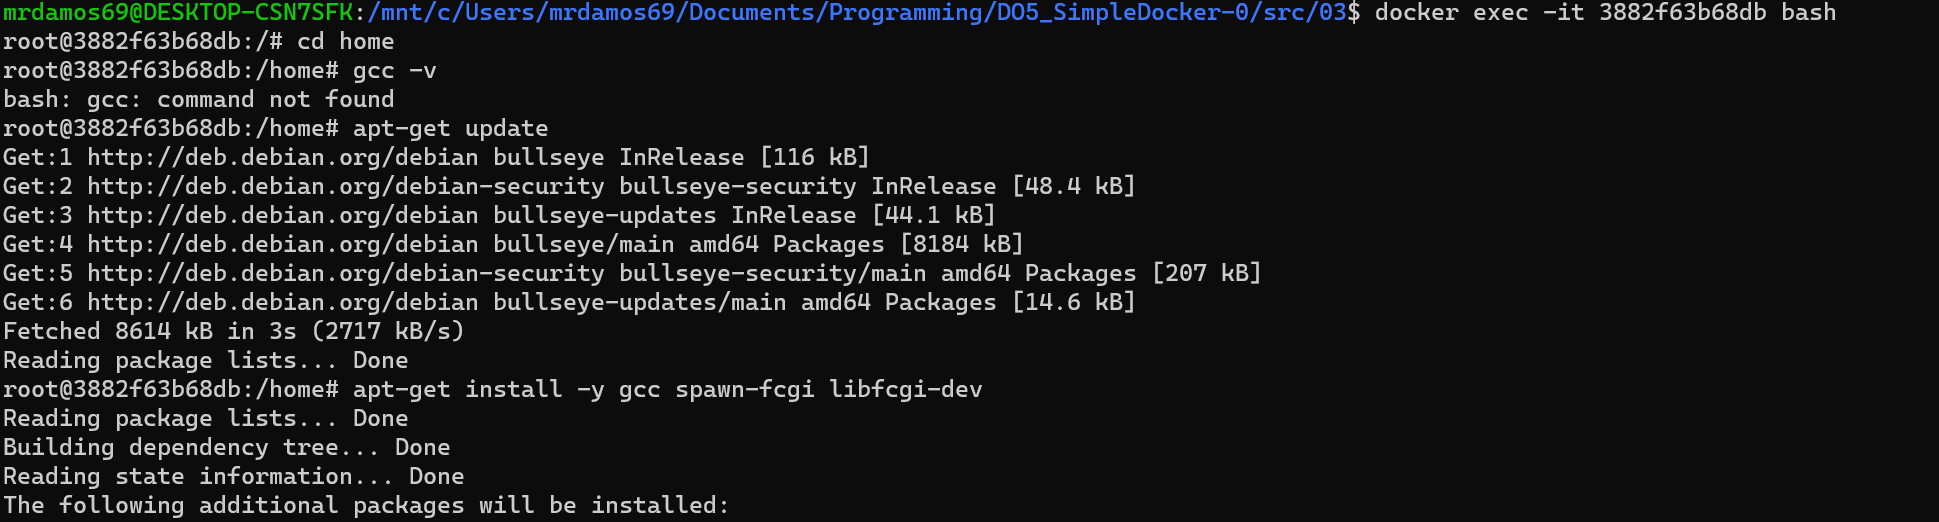 mrdamos69@DESKTOP-CSN7SFK:/mnt/c/Users/mrdamos69/Documents/Programming/DO5_SimpleDocker-0/src/03$ docker exec -it 3882f63b68db bash
root@3882f63b68db:/# cd home
root@3882f63b68db:/home# gcc -v
bash: gcc: command not found
root@3882f63b68db:/home# apt-get update
Get:1 http://deb.debian.org/debian bullseye InRelease [116 kB]
Get:2 http://deb.debian.org/debian-security bullseye-security InRelease [48.4 kB]
Get:3 http://deb.debian.org/debian bullseye-updates InRelease [44.1 kB]
Get:4 http://deb.debian.org/debian bullseye/main amd64 Packages [8184 kB]
Get:5 http://deb.debian.org/debian-security bullseye-security/main amd64 Packages [207 kB]
Get:6 http://deb.debian.org/debian bullseye-updates/main amd64 Packages [14.6 kB]
Fetched 8614 kB in 3s (2717 kB/s)
Reading package lists... Done
root@3882f63b68db:/home# apt-get install -y gcc spawn-fcgi libfcgi-dev
Reading package lists... Done
Building dependency tree... Done
Reading state information... Done
The following additional packages will be installed: